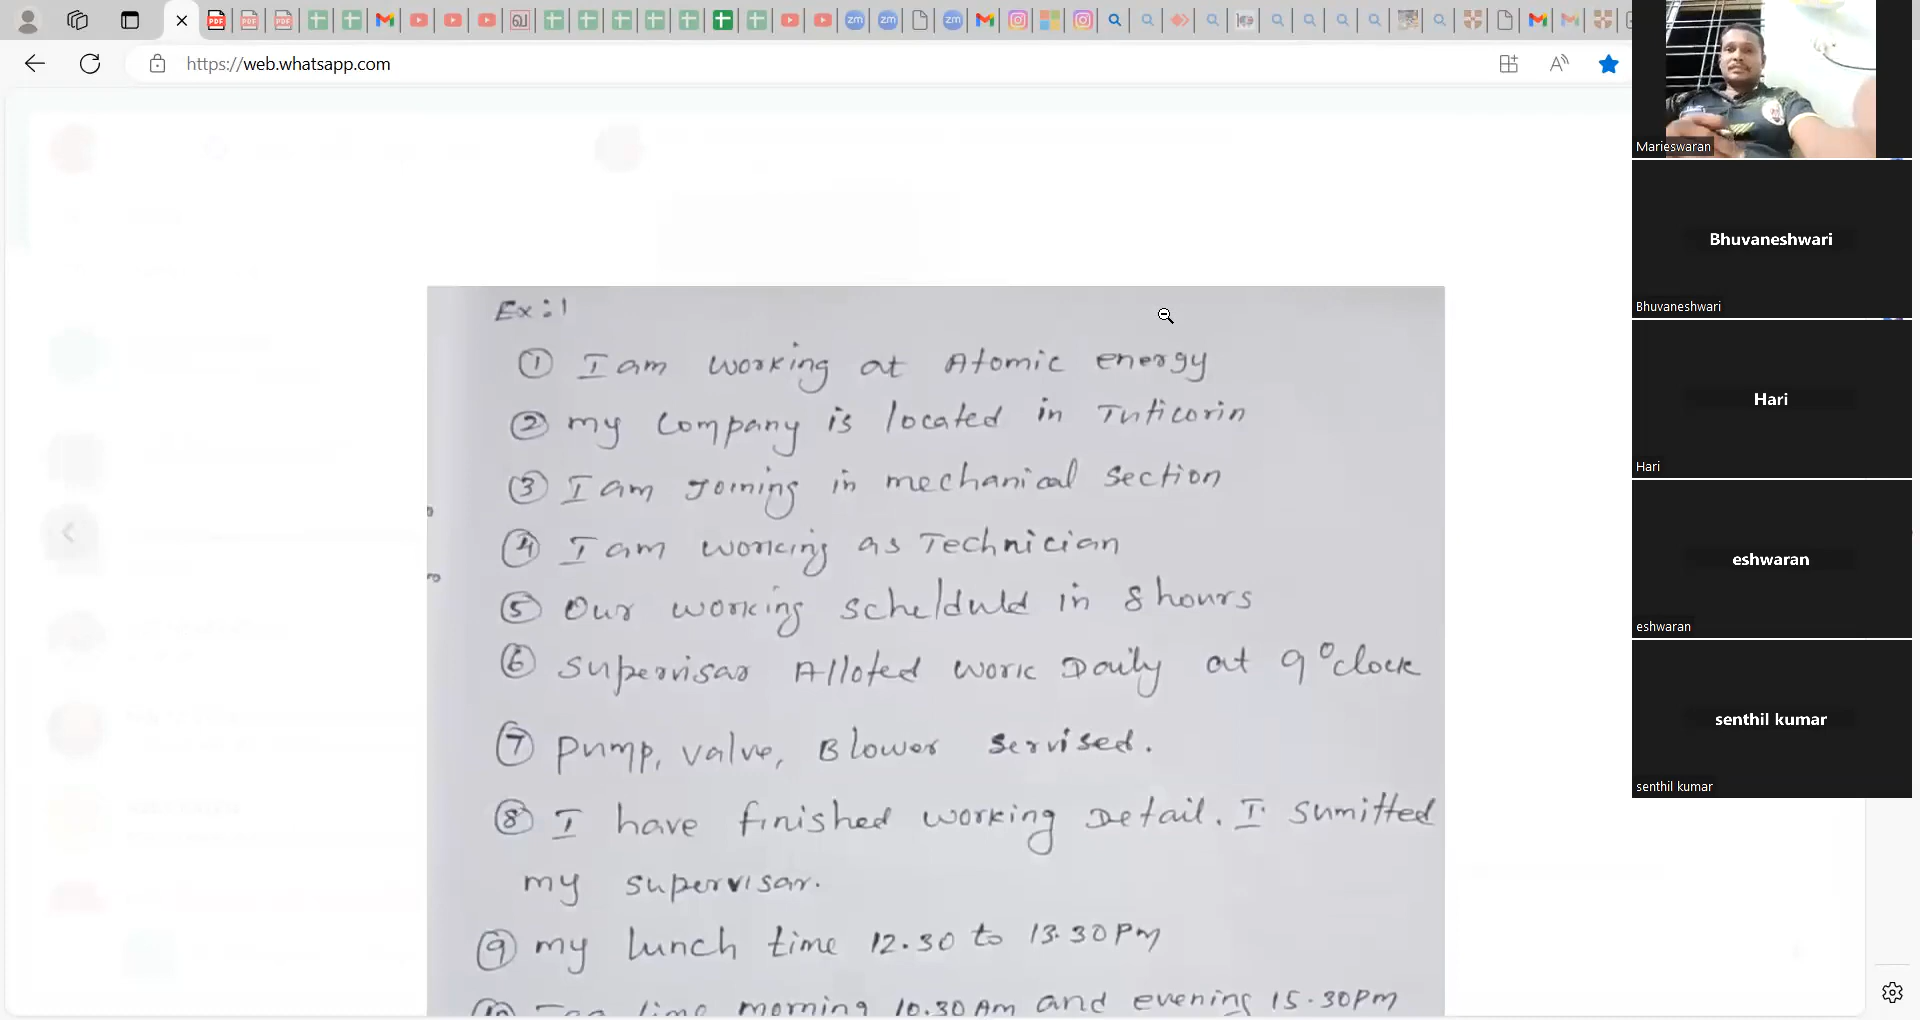 https://web.whatsapp.com
Ex:1
① I am working at Atomic energy
② my company is located in Tuticorin
③ I am Joining in mechanical section
④ I am working as Technician
⑤ Our working schelduld in 8 hours
⑥ Supervisar Alloted work Daily at 9 o'clock
⑦ Pump, valve, Blower servised.
⑧ I have finished working Detail. I sumitted
my supervisar.
⑨ my lunch time 12.30 to 13.30 PM
time morning 10.30 Am and evening 15.30pm
Marieswaran
Bhuvaneshwari
Bhuvaneshwari
Hari
Hari
eshwaran
eshwaran
senthil kumar
senthil kumar